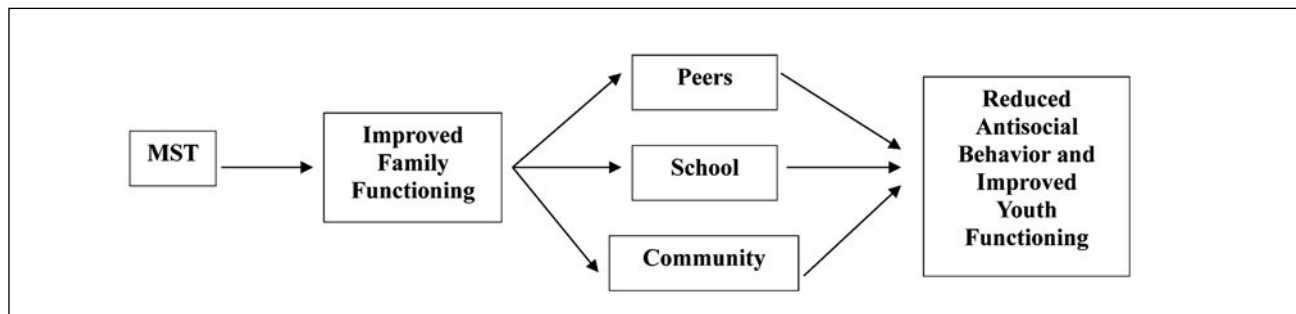 MST
Improved
Family
Functioning
Peers
School
Community
Reduced
Antisocial
Behavior and
Improved
Youth
Functioning